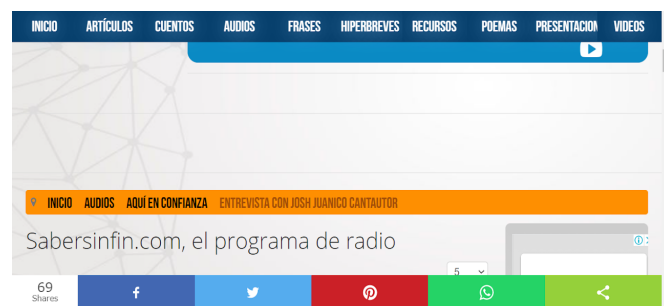 INICIO ARTÍCULOS CUENTOS AUDIOS FRASES HIPERBREVES RECURSOS POEMAS PRESENTACION VIDEOS
INICIO AUDIOS AQUÍ EN CONFIANZA ENTREVISTA CON JOSH JUANICO CANTAUTOR
Sabersinfin.com, el programa de radio
5
69
Shares